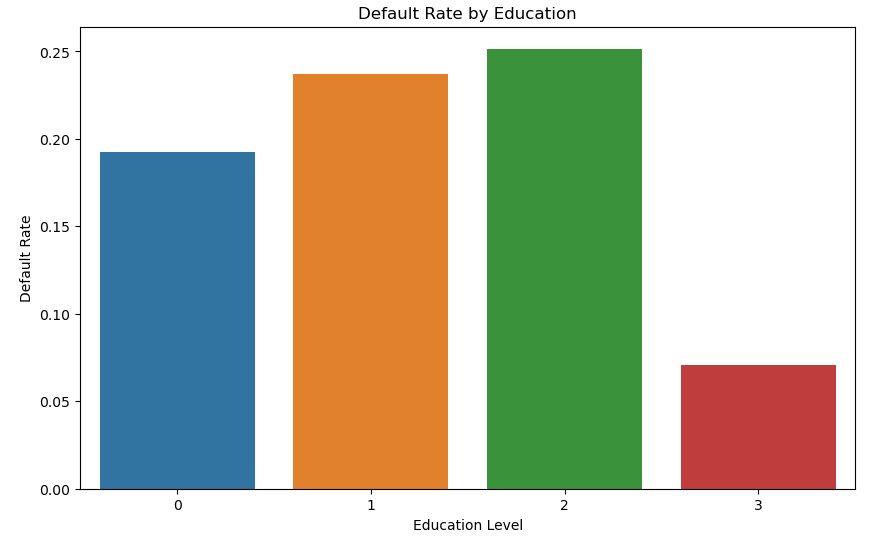 Default Rate by Education
0.25
0.20
0.15
0.10
0.05
0.00
Default Rate
0 1 2 3
Education Level